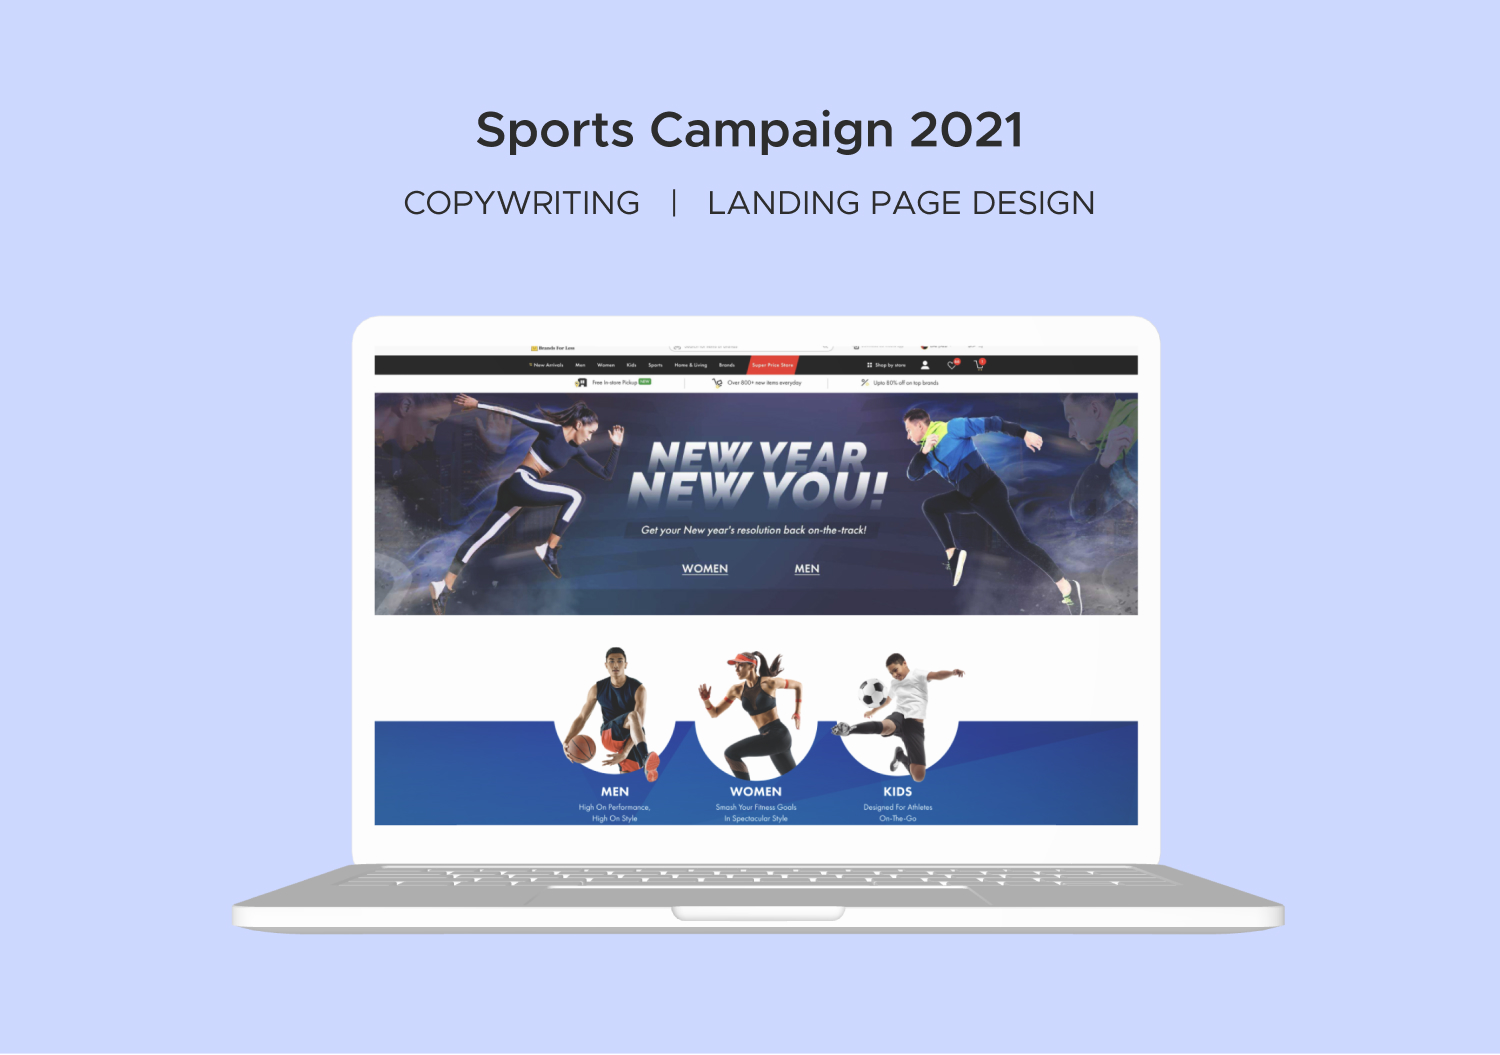 Sports Campaign 2021
COPYWRITING | LANDING PAGE DESIGN
Brands For Less
New Arrivals Men Women Kids Sports Home & Living Brands Super Price Store Shop by store
Free In-store Pickup NEW Over 800+ new items everyday Upto 80% off on top brands
NEW YEAR
NEW YOU!
Get your New year's resolution back on-the-track!
WOMEN MEN
MEN WOMEN KIDS
High On Performance, Smash Your Fitness Goals Designed For Athletes
High On Style In Spectacular Style On-The-Go